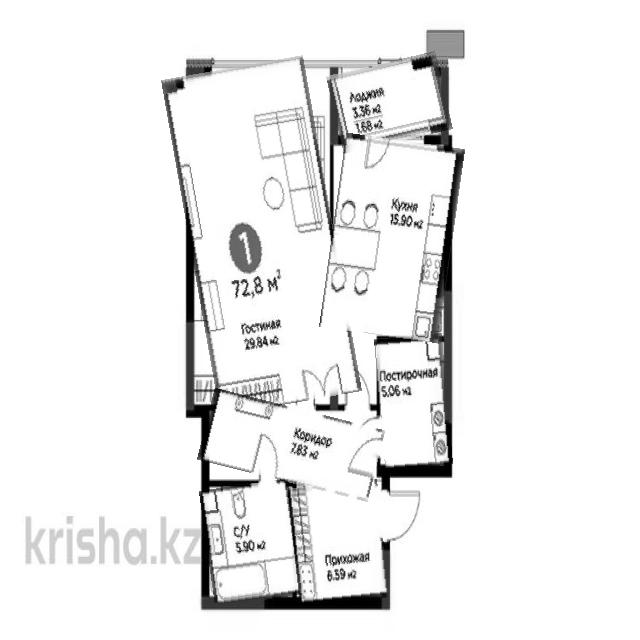 Лоджия
3.36 м2
1.68 м2
Кухня
15.90 м2
1
72,8 м2
Гостиная
29.84 м2
Постирочная
5.06 м2
Коридор
7.83 м2
С/У
5.90 м2
Прихожая
6.59 м2
krisha.kz